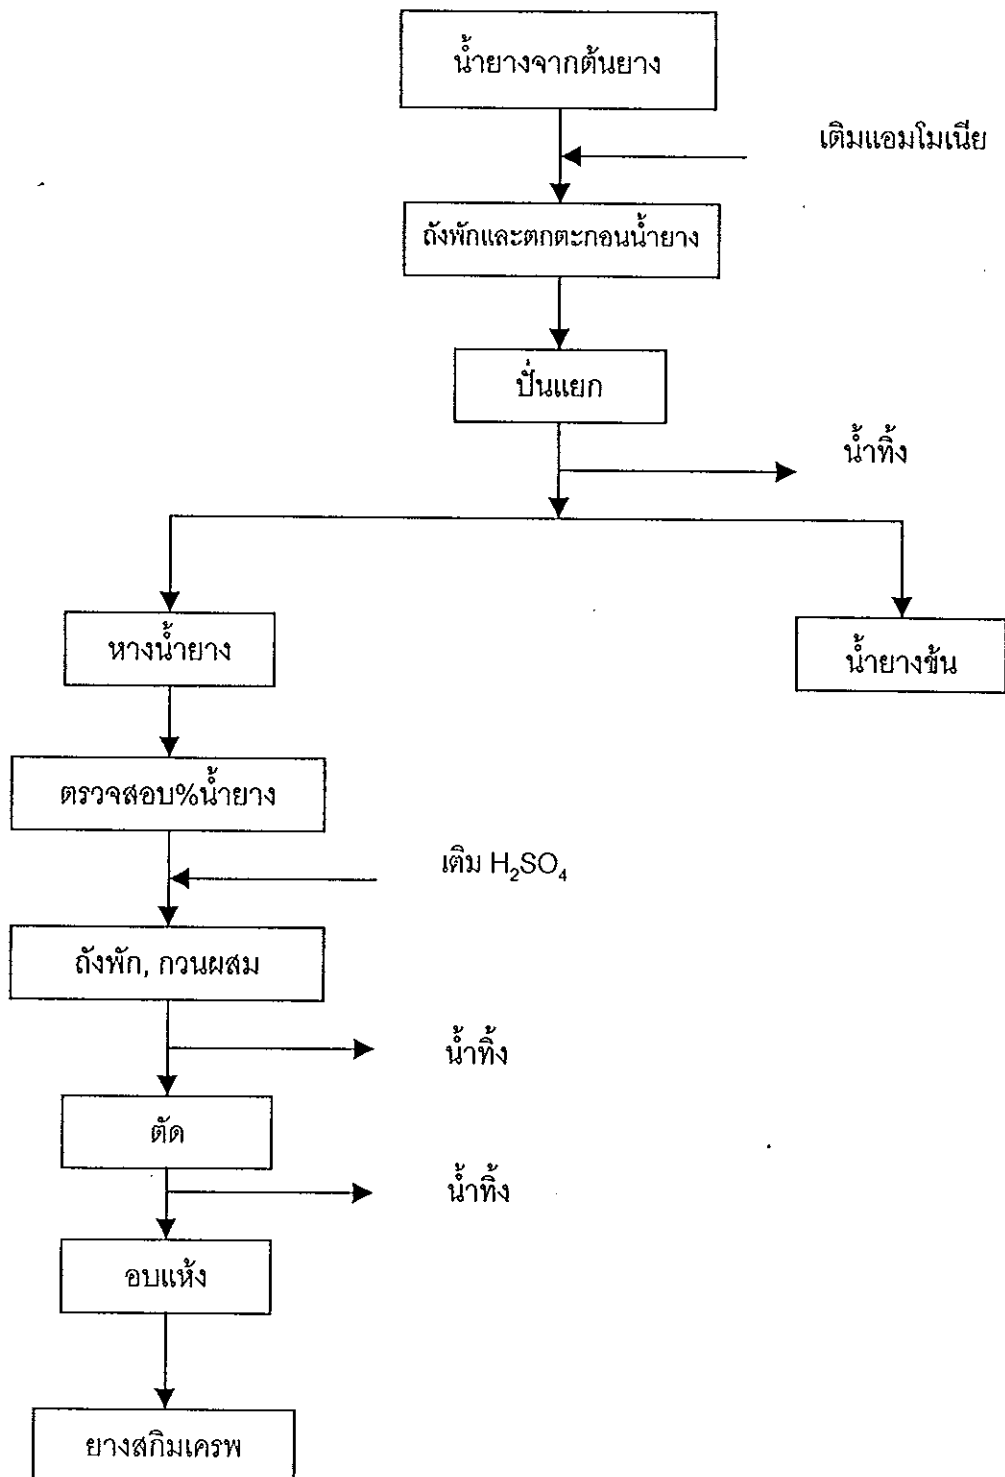 น้ำยางจากต้นยาง
เติมแอมโมเนีย
ถังพักและตกตะกอนน้ำยาง
ปั่นแยก
น้ำทิ้ง
หางน้ำยาง
น้ำยางข้น
ตรวจสอบ%น้ำยาง
เติม H₂SO₄
ถังพัก, กวนผสม
น้ำทิ้ง
ตัด
น้ำทิ้ง
อบแห้ง
ยางสกิมเครพ